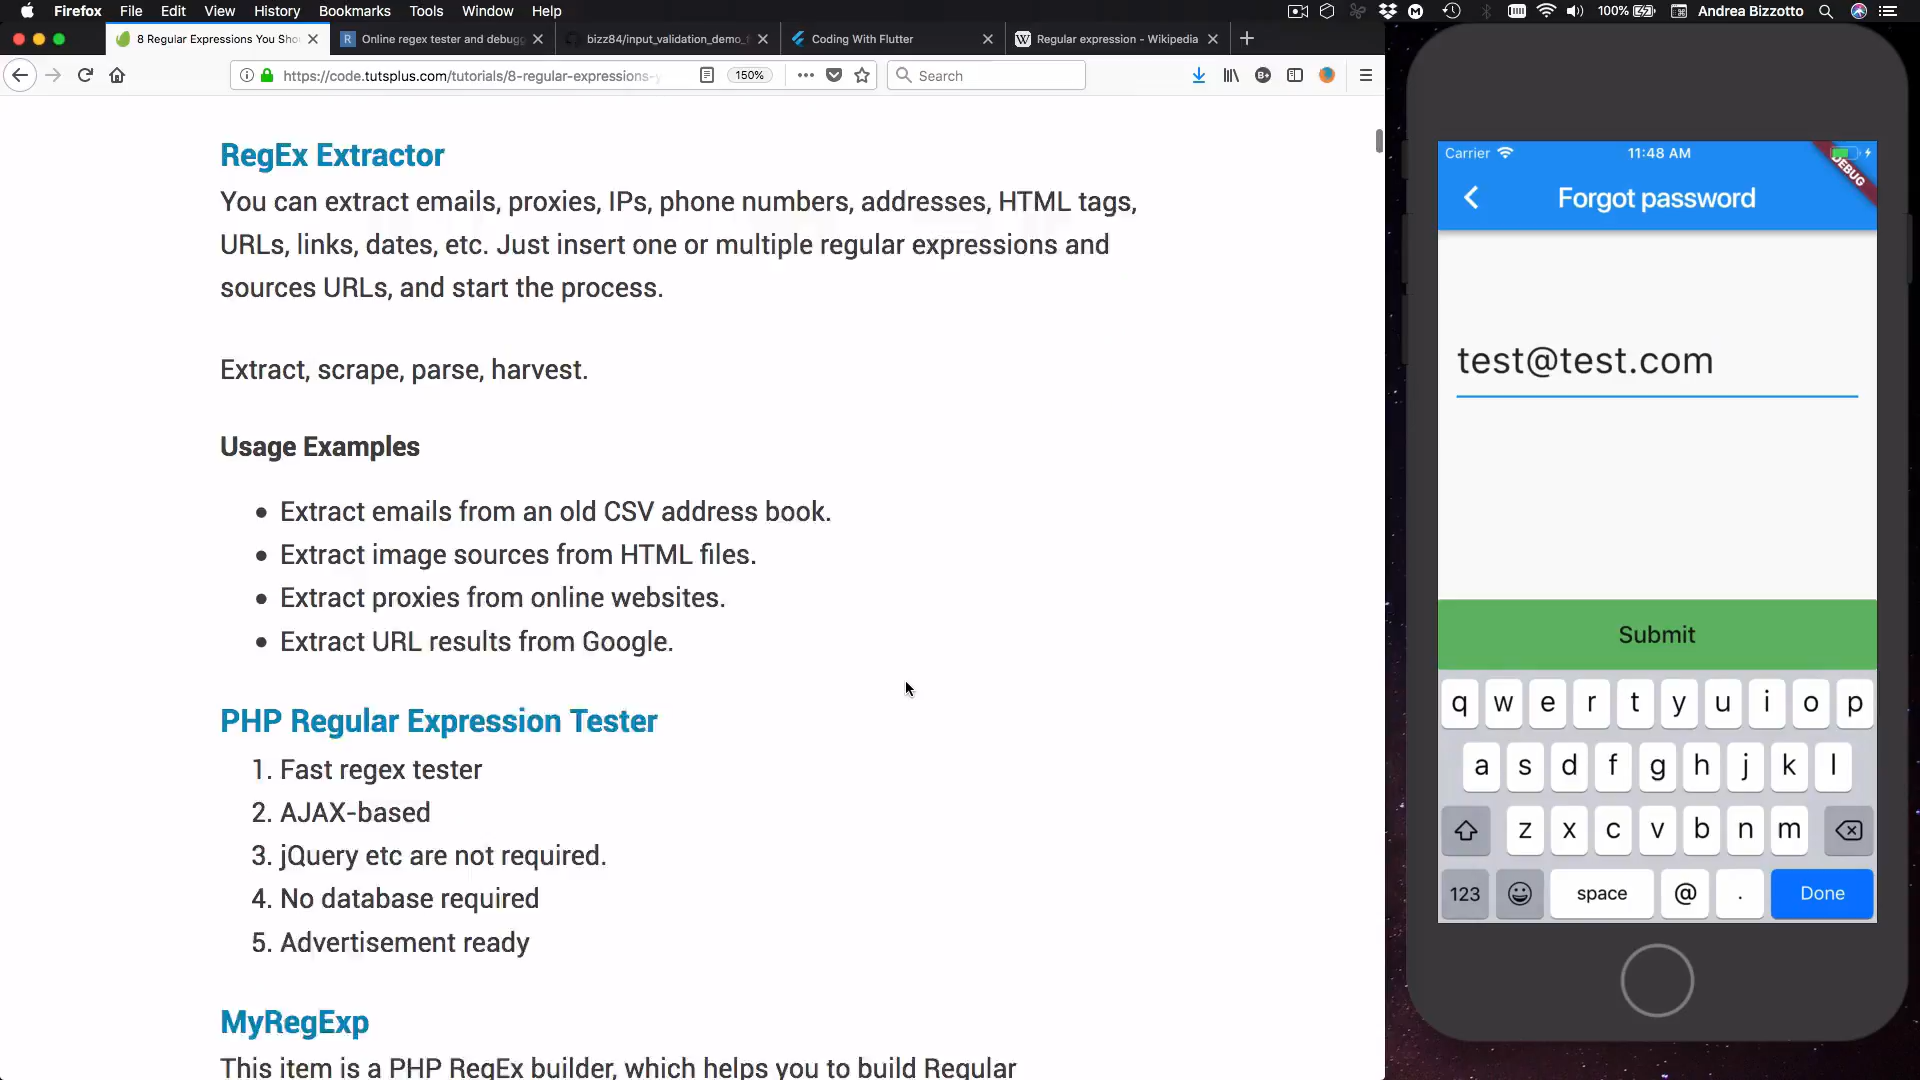 Firefox File Edit View History Bookmarks Tools Window Help 100% Andrea Bizzotto
8 Regular Expressions You Shou
Online regex tester and debugg
bizz84/input_validation_demo_f
Coding With Flutter
Regular expression - Wikipedia
https://code.tutsplus.com/tutorials/8-regular-expressions-y 150% Search
RegEx Extractor
You can extract emails, proxies, IPs, phone numbers, addresses, HTML tags,
URLs, links, dates, etc. Just insert one or multiple regular expressions and
sources URLs, and start the process.
Extract, scrape, parse, harvest.
Usage Examples
• Extract emails from an old CSV address book.
• Extract image sources from HTML files.
• Extract proxies from online websites.
• Extract URL results from Google.
PHP Regular Expression Tester
1. Fast regex tester
2. AJAX-based
3. jQuery etc are not required.
4. No database required
5. Advertisement ready
MyRegExp
This item is a PHP RegEx builder, which helps you to build Regular
Carrier 11:48 AM
DEBUG
Forgot password
test@test.com
Submit
q w e r t y u i o p
a s d f g h j k l
z x c v b n m
123 space @ . Done